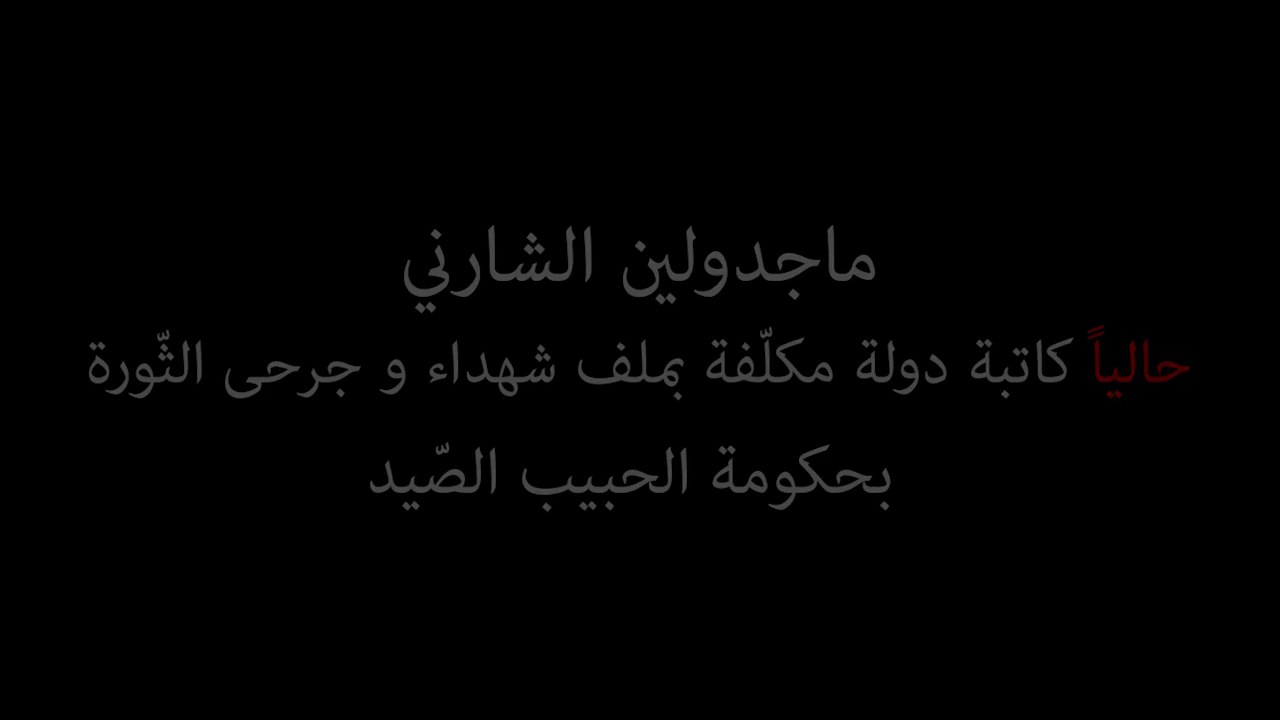 ماجدولين الشارني
حالياً كاتبة دولة مكلّفة بملف شهداء و جرحى الثّورة
بحكومة الحبيب الصّيد